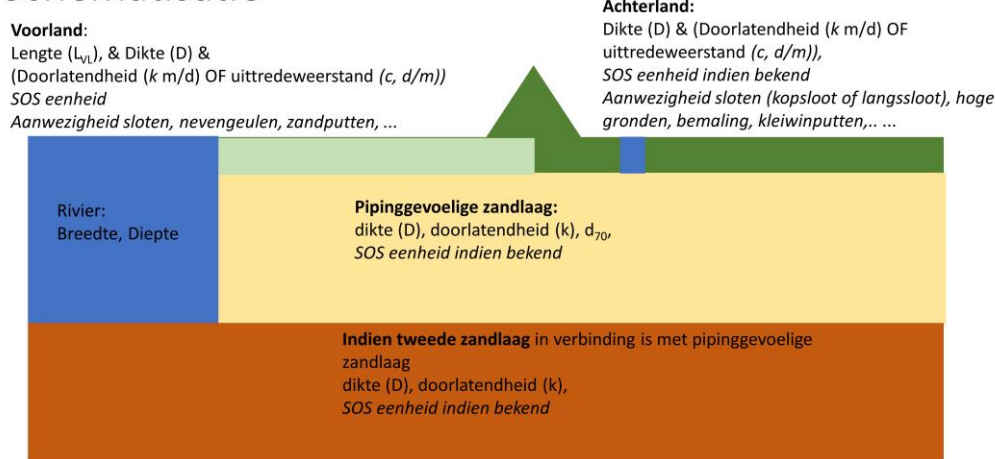 Voorland:
Lengte (L_VL), & Dikte (D) &
(Doorlatendheid (k m/d) OF uittredeweerstand (c, d/m))
SOS eenheid
Aanwezigheid sloten, nevengeulen, zandputten, ...
Achterland:
Dikte (D) & (Doorlatendheid (k m/d) OF
uittredeweerstand (c, d/m)),
SOS eenheid indien bekend
Aanwezigheid sloten (kopsloot of langssloot), hoge
gronden, bemaling, kleiwinputten,.. ...
Rivier:
Breedte, Diepte
Pipinggevoelige zandlaag:
dikte (D), doorlatendheid (k), d70,
SOS eenheid indien bekend
Indien tweede zandlaag in verbinding is met pipinggevoelige
zandlaag
dikte (D), doorlatendheid (k),
SOS eenheid indien bekend